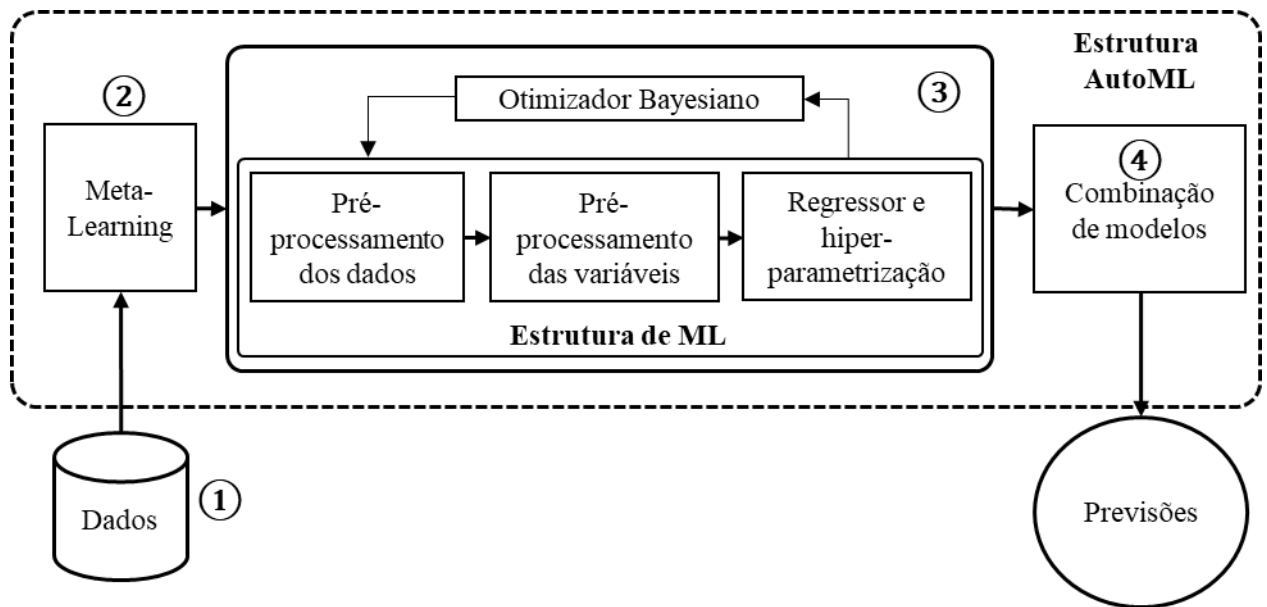 Estrutura
AutoML
②
③
Otimizador Bayesiano
④
Meta-
Learning
Pré-
processamento
dos dados
Pré-
processamento
das variáveis
Regressor e
hiper-
parametrização
Combinação
de modelos
Estrutura de ML
①
Dados
Previsões